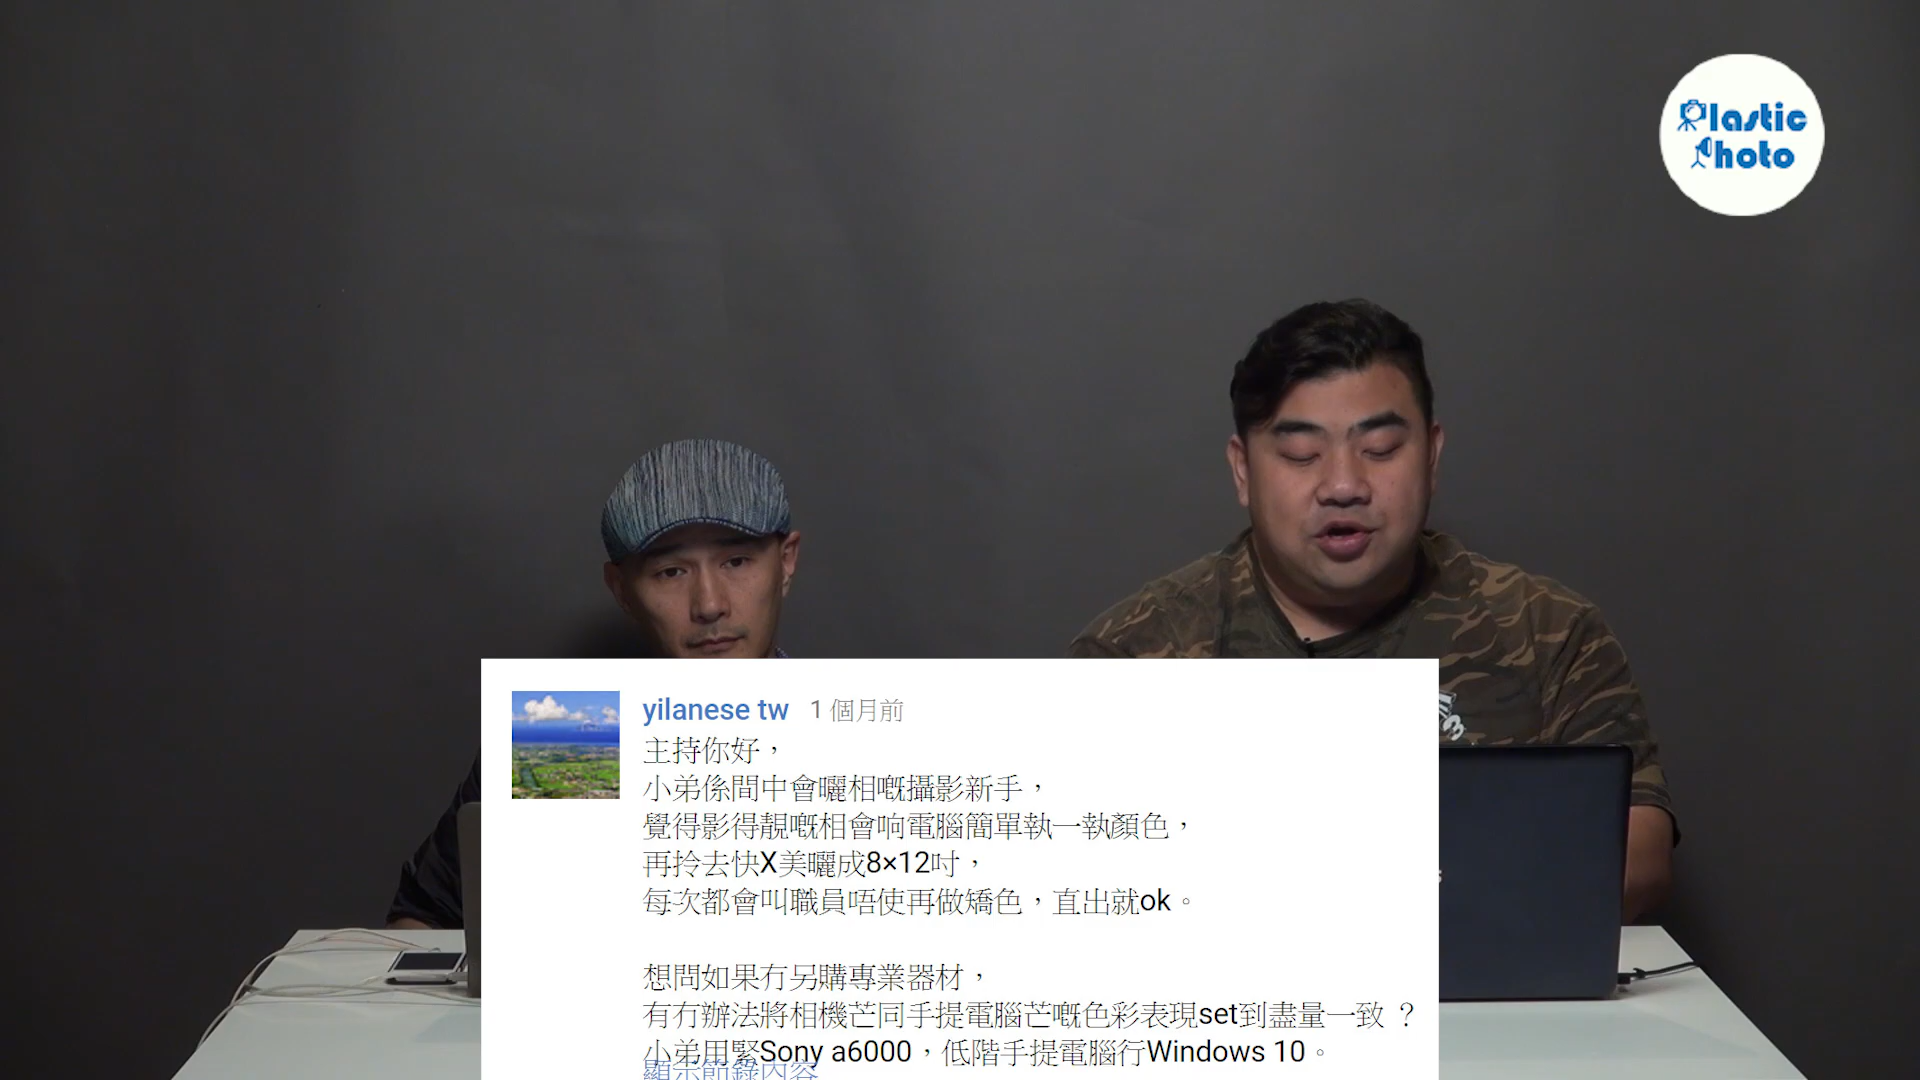 Plastic
Photo
yilanese tw 1 個月前
主持你好，
小弟係間中會曬相嘅攝影新手，
覺得影得靚嘅相會响電腦簡單執一執顏色，
再拎去快X美曬成8×12吋，
每次都會叫職員唔使再做矯色，直出就ok。
想問如果冇另購專業器材，
有冇辦法將相機芒同手提電腦芒嘅色彩表現set到盡量一致 ？
小弟用緊Sony a6000，低階手提電腦行Windows 10。
顯示節錄內容